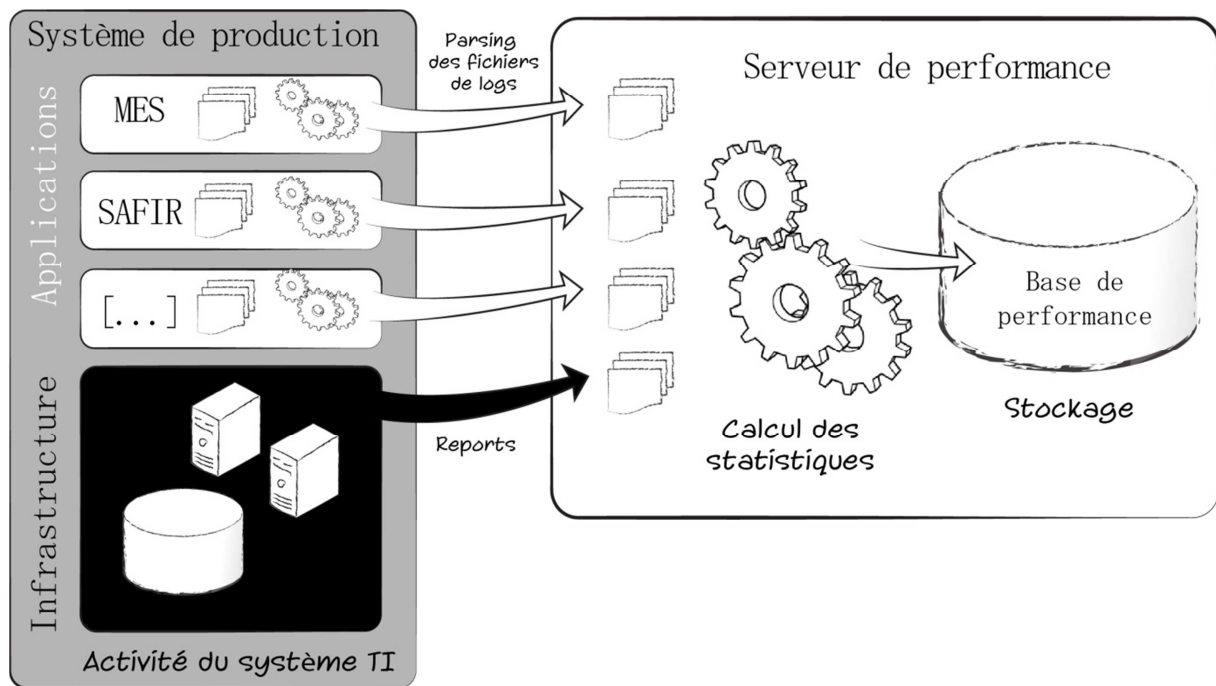 Système de production
Applications
MES
SAFIR
[...]
Infrastructure
Activité du système TI
Parsing
des fichiers
de logs
Reports
Serveur de performance
Calcul des
statistiques
Base de
performance
Stockage